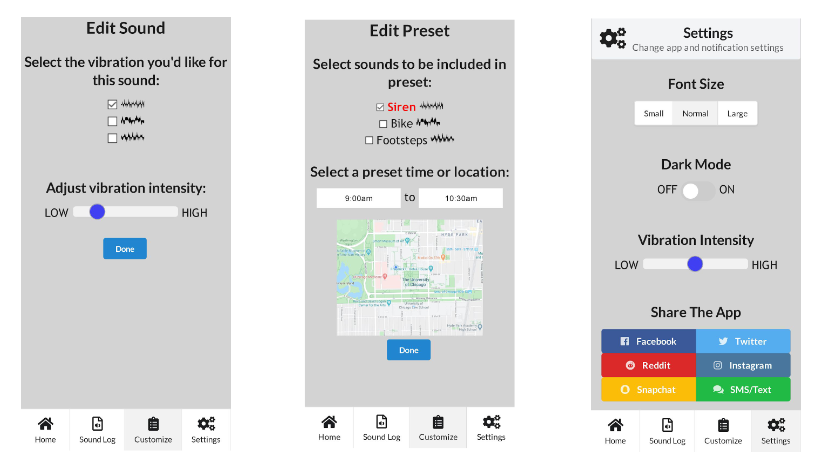 Edit Sound
Select the vibration you'd like for
this sound:
Adjust vibration intensity:
LOW HIGH
Done
Home Sound Log Customize Settings
Edit Preset
Select sounds to be included in
preset:
Siren
Bike
Footsteps
Select a preset time or location:
9:00am to 10:30am
The University
of Chicago
Done
Home Sound Log Customize Settings
Settings
Change app and notification settings
Font Size
Small Normal Large
Dark Mode
OFF ON
Vibration Intensity
LOW HIGH
Share The App
Facebook Twitter
Reddit Instagram
Snapchat SMS/Text
Home Sound Log Customize Settings